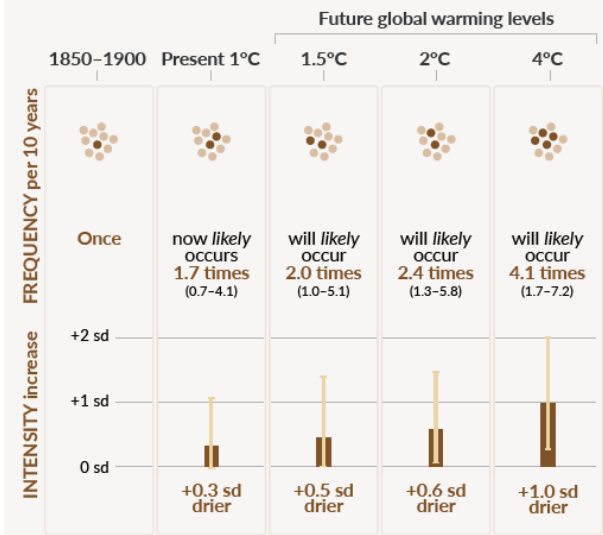 Future global warming levels
1850–1900
Present 1°C
1.5°C
2°C
4°C
FREQUENCY per 10 years
Once
now likely
occurs
1.7 times
(0.7–4.1)
will likely
occur
2.0 times
(1.0–5.1)
will likely
occur
2.4 times
(1.3–5.8)
will likely
occur
4.1 times
(1.7–7.2)
INTENSITY increase
+2 sd
+1 sd
0 sd
+0.3 sd
drier
+0.5 sd
drier
+0.6 sd
drier
+1.0 sd
drier